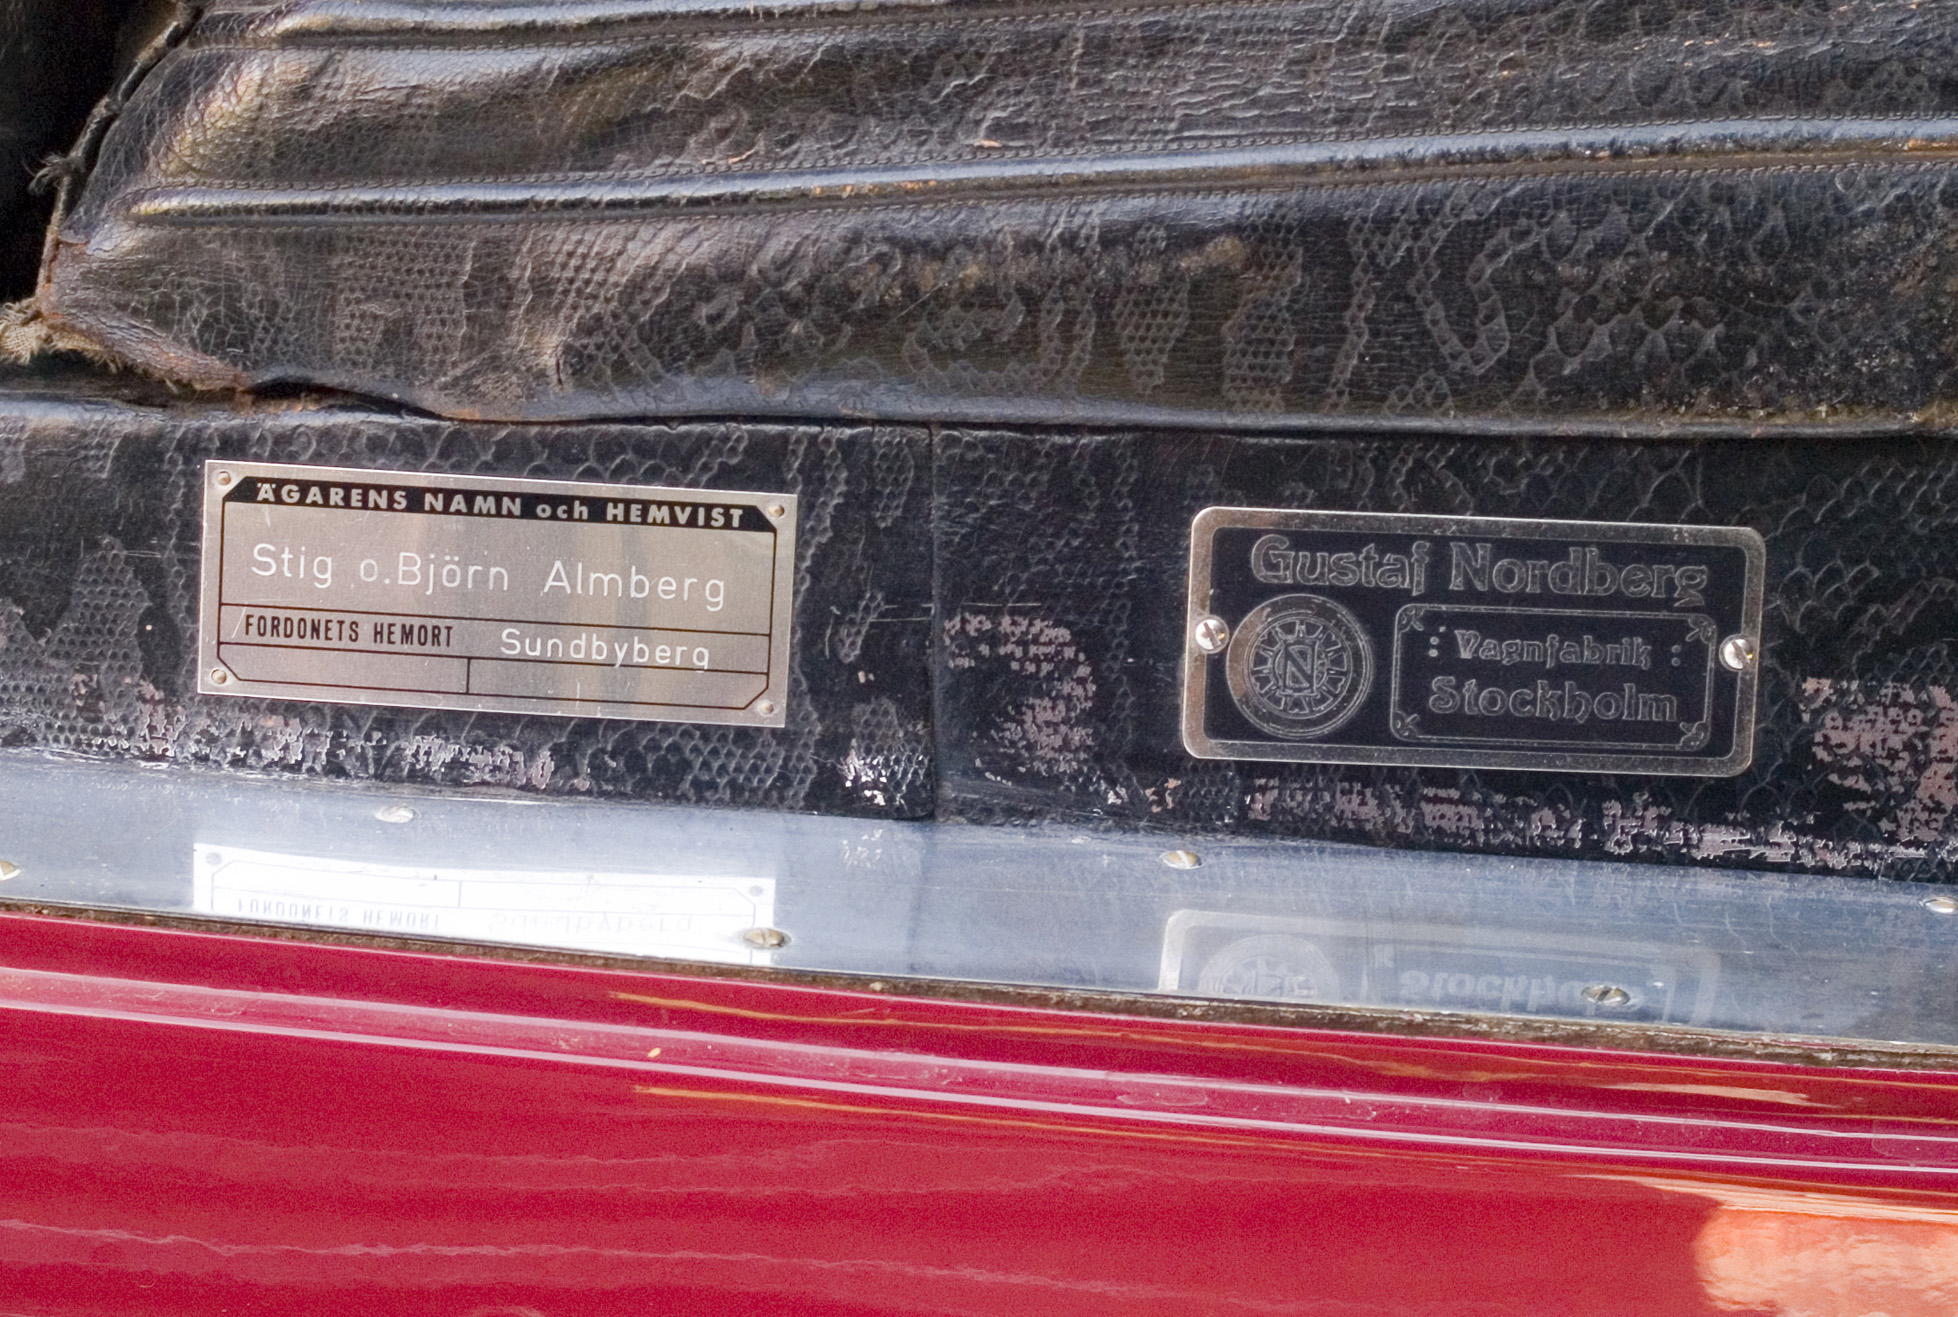 ÄGARENS NAMN och HEMVIST
Stig o.Björn Almberg
FORDONETS HEMORT Sundbyberg
Gustaf Nordberg
N
: Vagnfabrik :
Stockholm